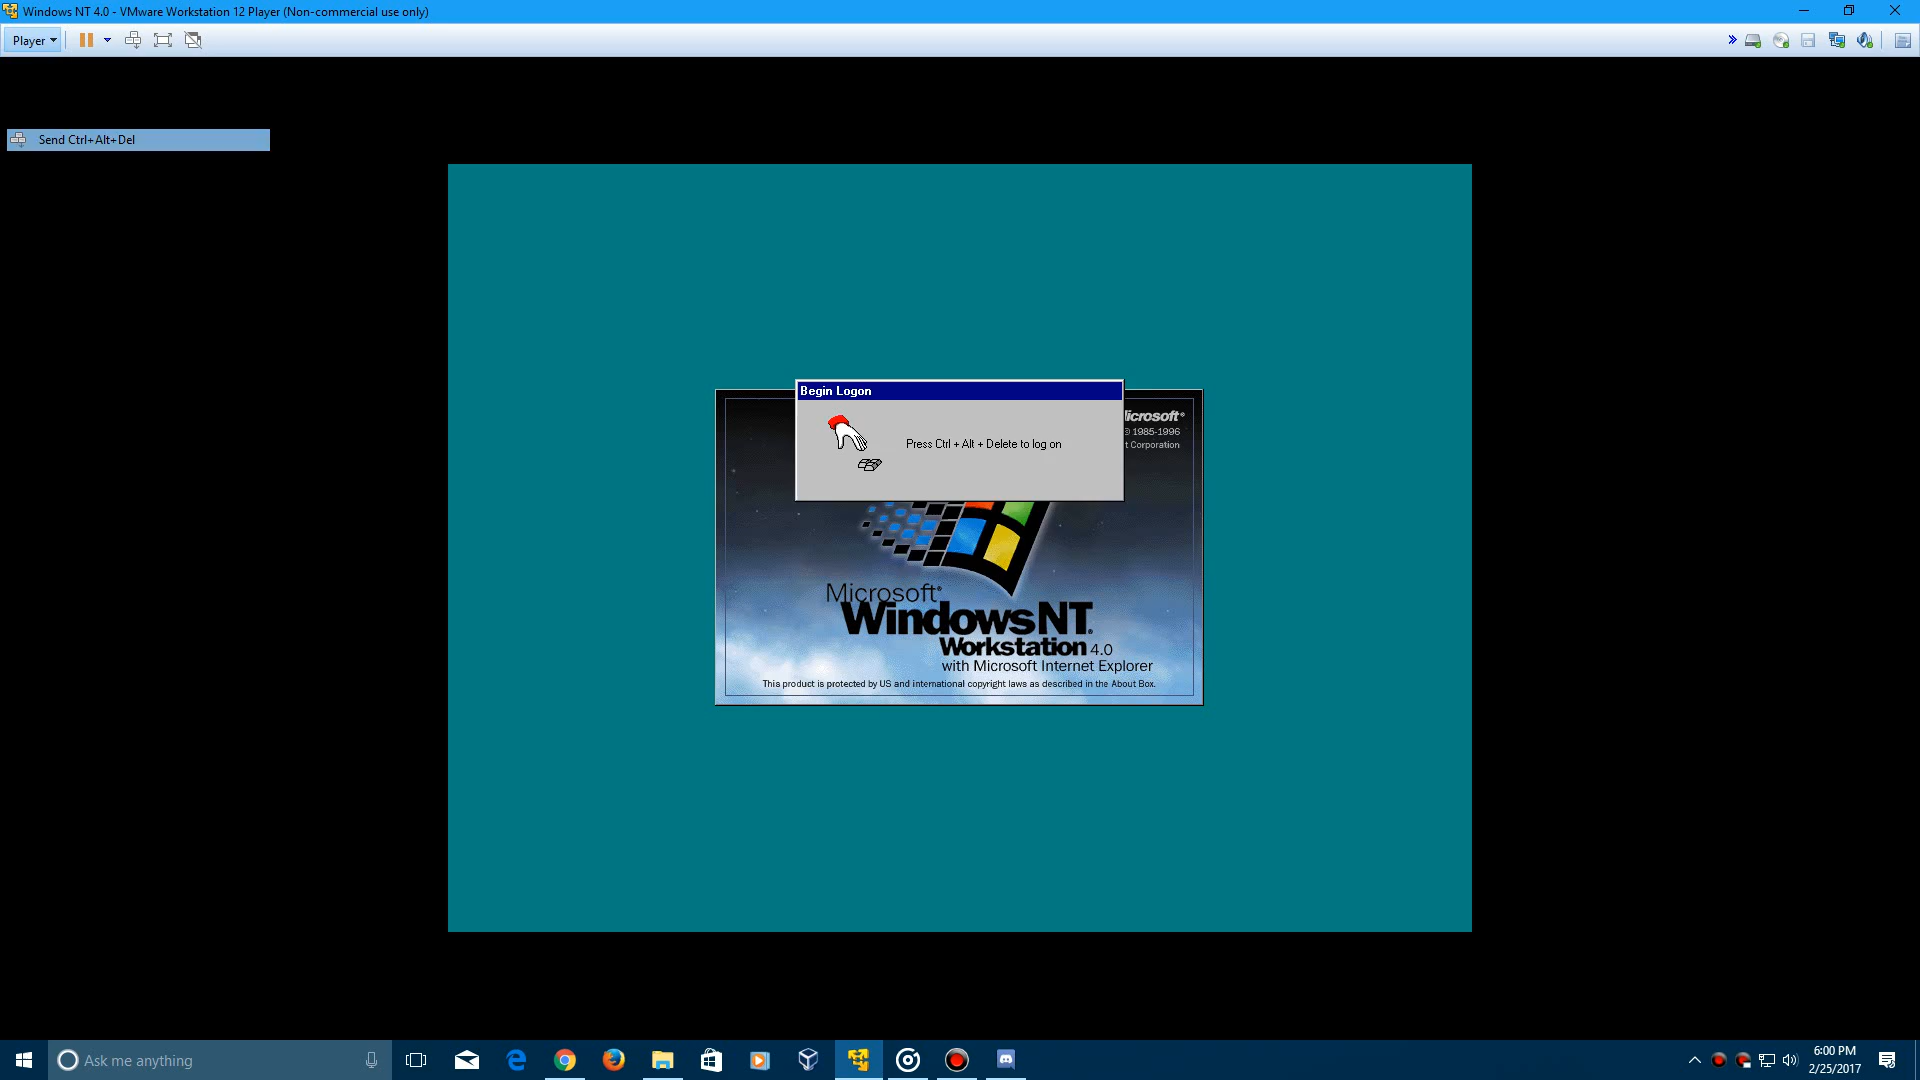 Windows NT 4.0 - VMware Workstation 12 Player (Non-commercial use only)
Player
Send Ctrl+Alt+Del
Begin Logon
Press Ctrl + Alt + Delete to log on
icrosoft®
© 1985-1996
t Corporation
Microsoft®
WindowsNT®
Workstation 4.0
with Microsoft Internet Explorer
This product is protected by US and international copyright laws as described in the About Box.
Ask me anything
6:00 PM
2/25/2017